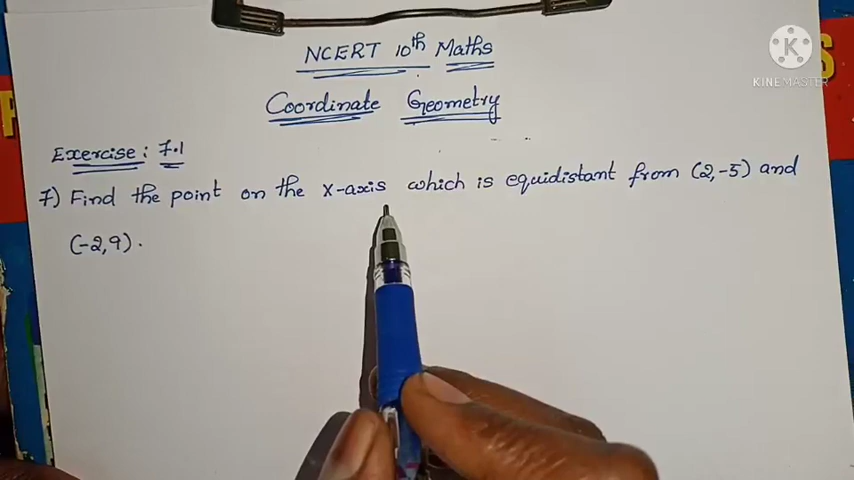 NCERT 10th Maths
Coordinate Geometry
Exercise : 7.1
7) Find the point on the x-axis which is equidistant from (2,-5) and
(-2,9).
KINEMASTER